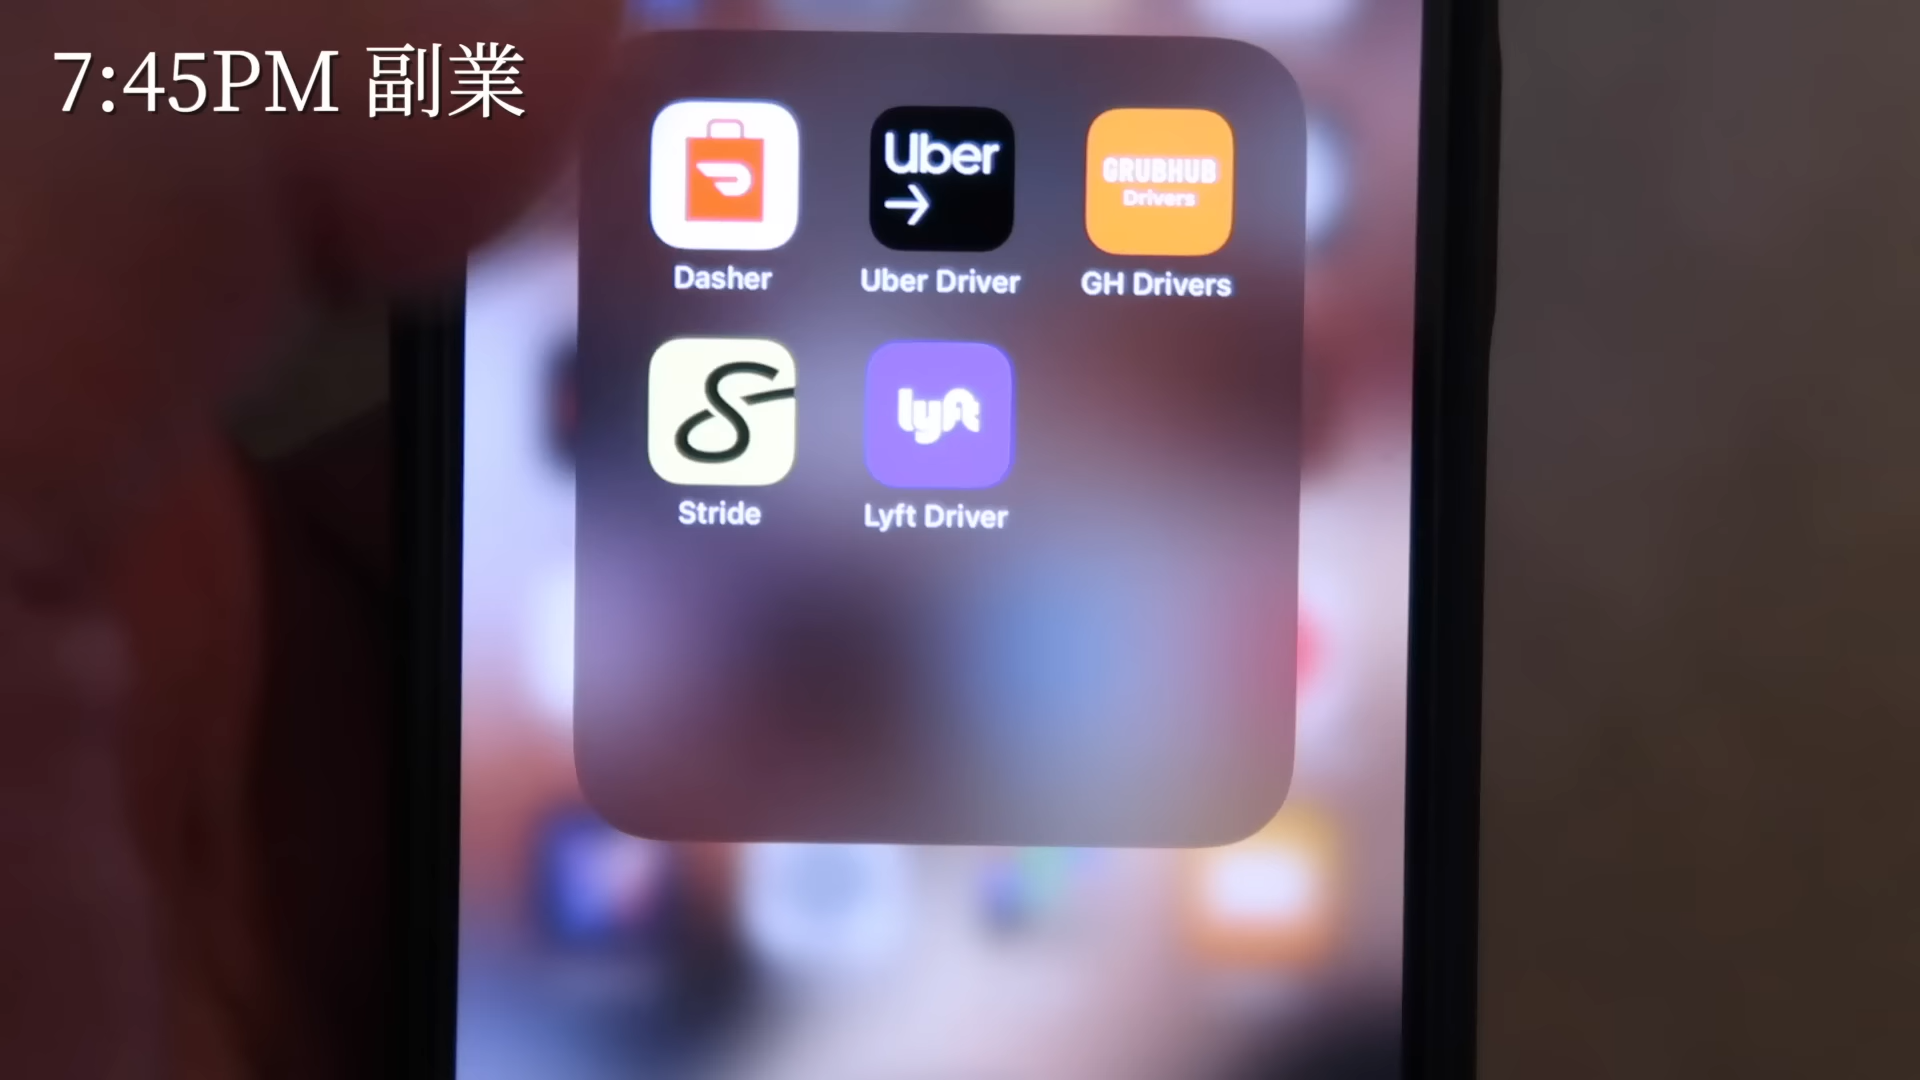 7:45PM 副業
Uber
GRUBHUB
Drivers
Dasher
Uber Driver
GH Drivers
lyft
Stride
Lyft Driver